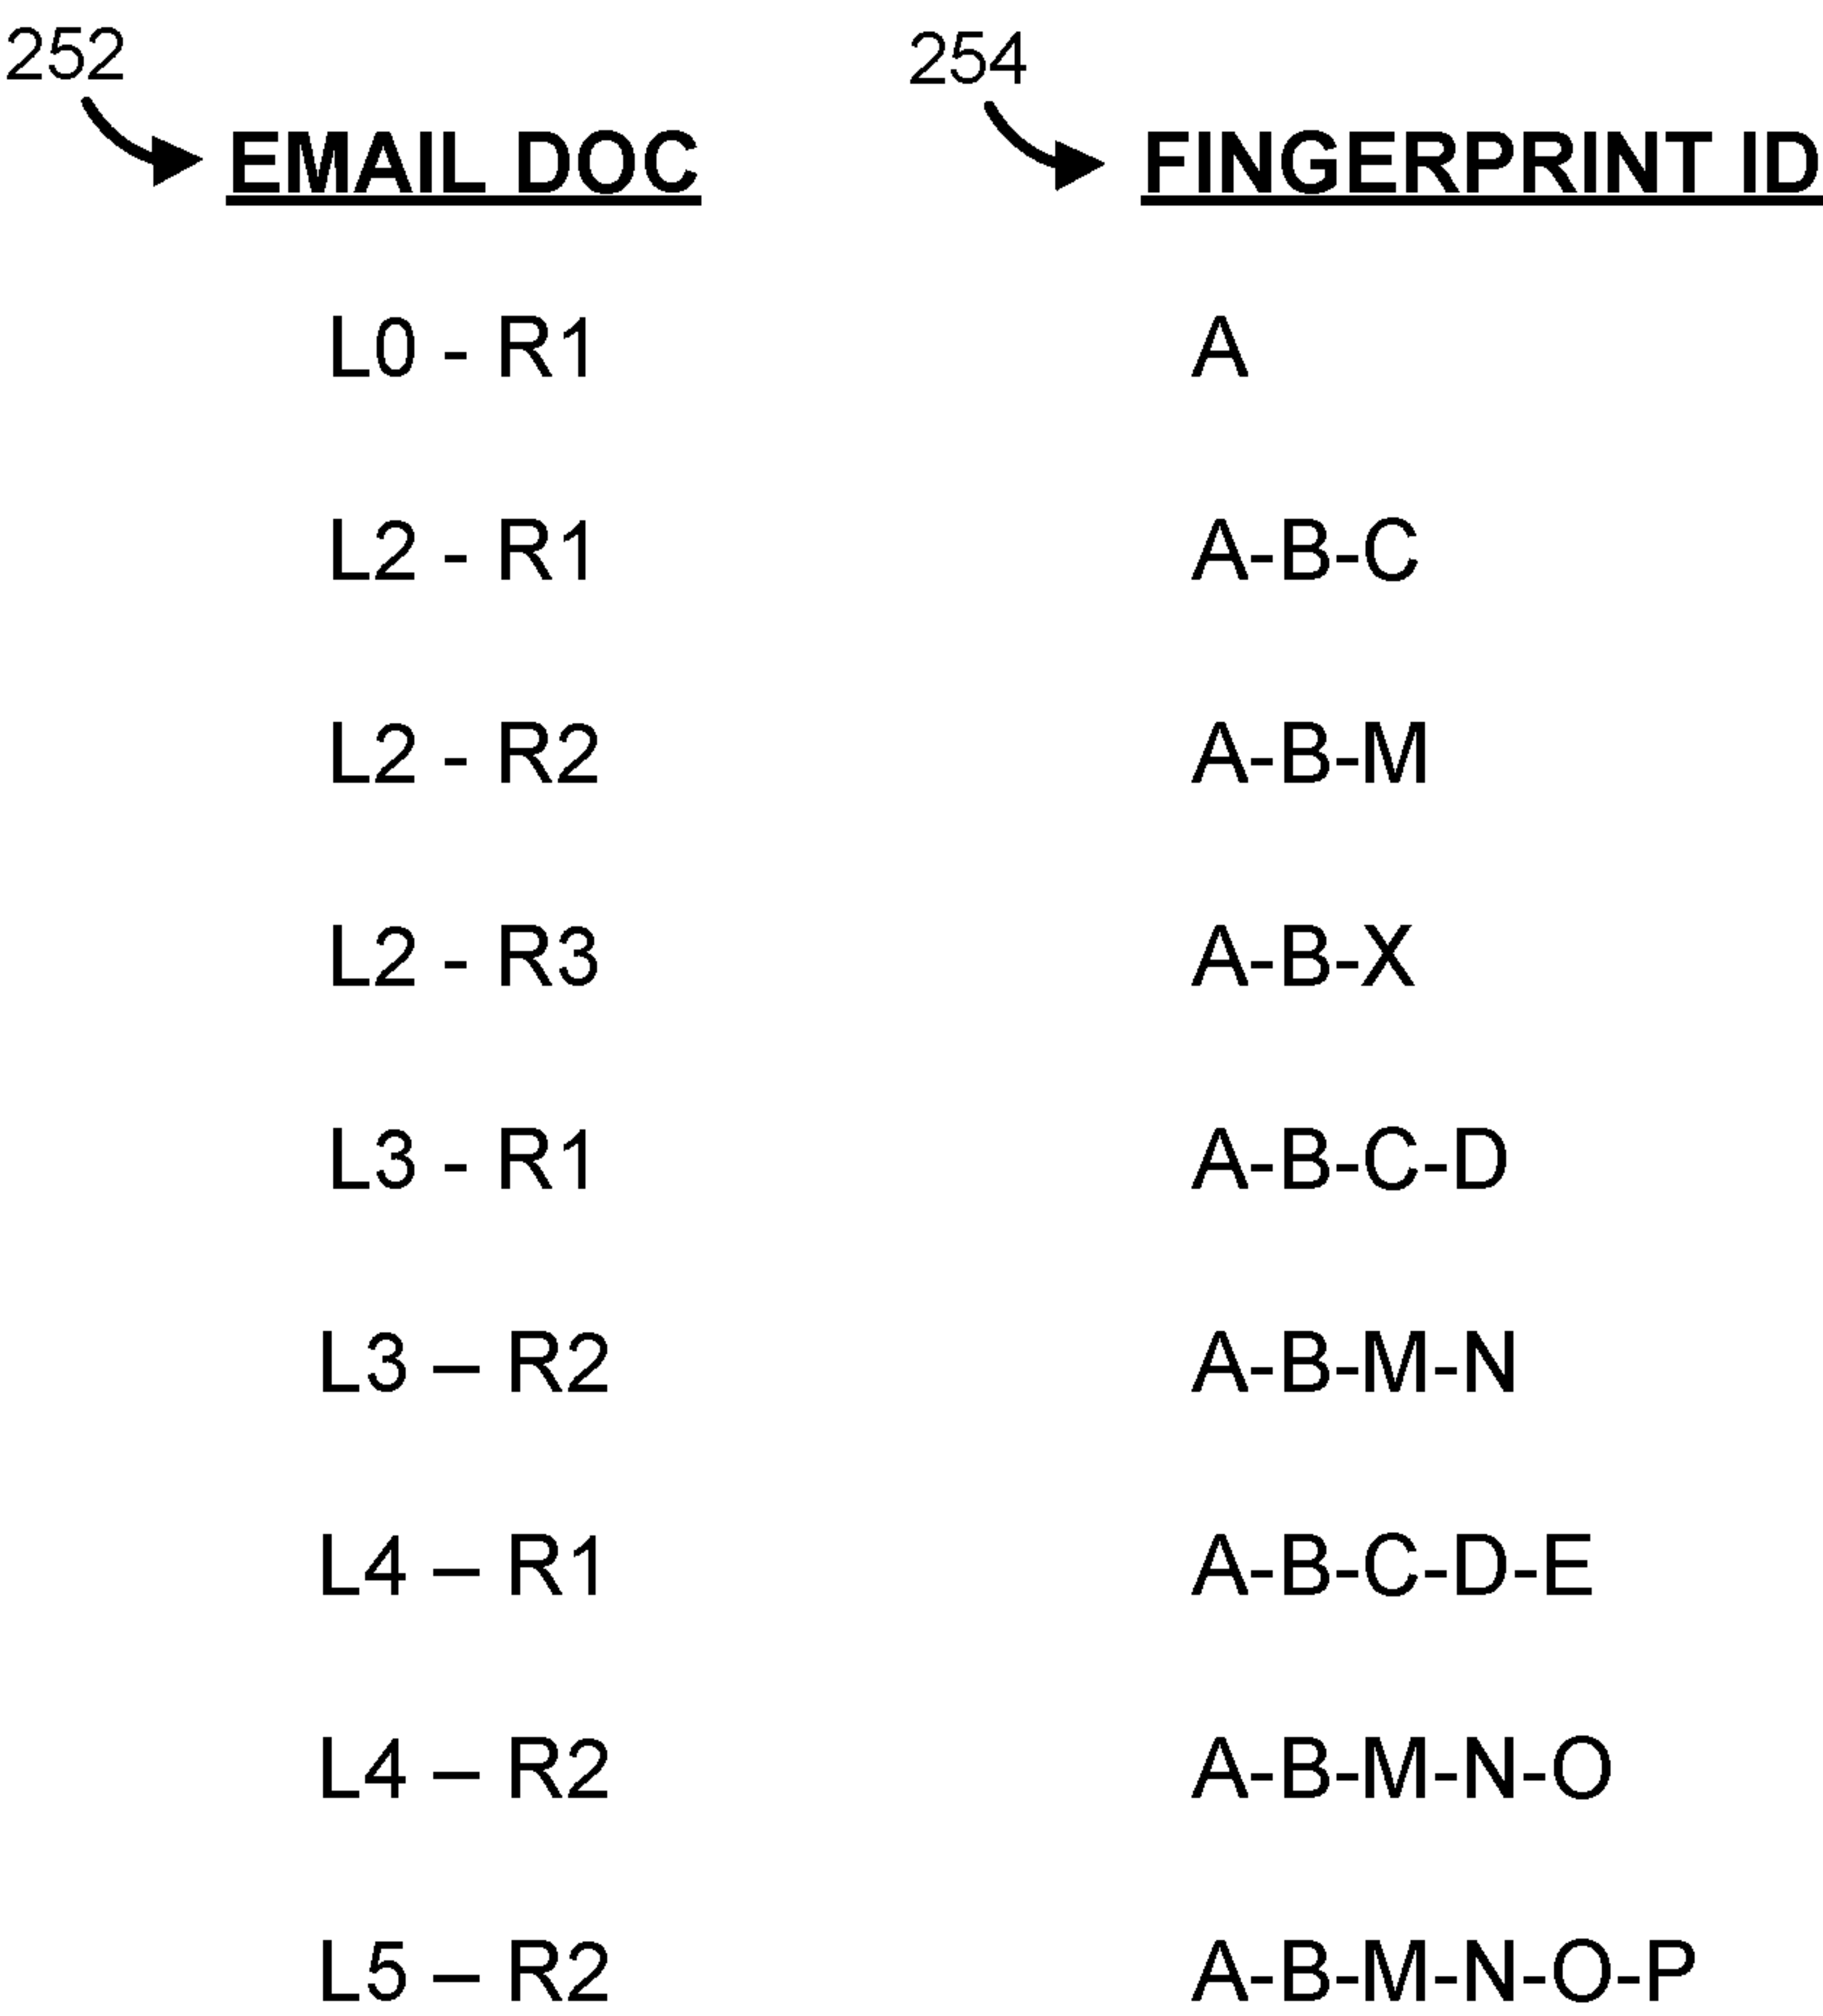 252 254
EMAIL DOC FINGERPRINT ID
L0 - R1 A
L2 - R1 A-B-C
L2 - R2 A-B-M
L2 - R3 A-B-X
L3 - R1 A-B-C-D
L3 – R2 A-B-M-N
L4 – R1 A-B-C-D-E
L4 – R2 A-B-M-N-O
L5 – R2 A-B-M-N-O-P